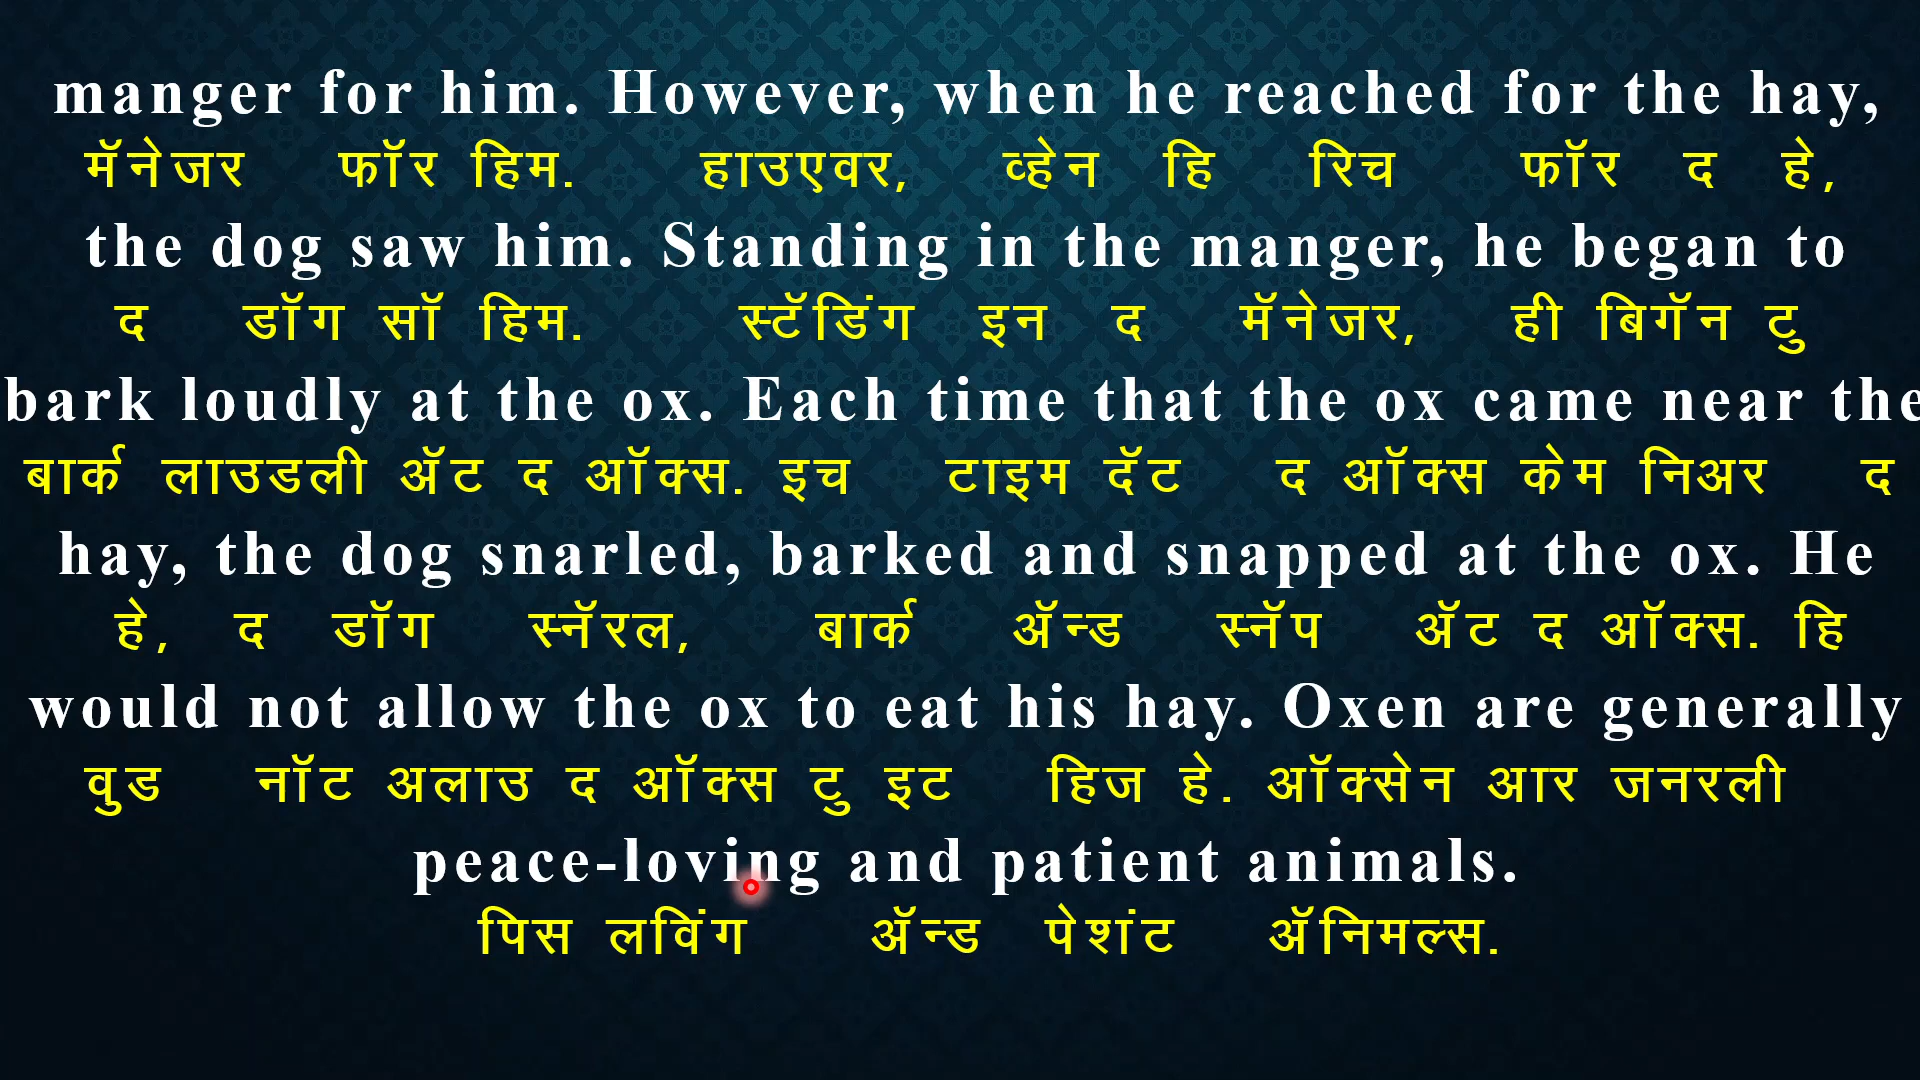 manger for him. However, when he reached for the hay,
मॅनेजर फॉर हिम. हाउएवर, व्हेन हि रिच फॉर द हे,
the dog saw him. Standing in the manger, he began to
द डॉग सॉ हिम. स्टॅडिंग इन द मॅनेजर, ही बिगॅन टु
bark loudly at the ox. Each time that the ox came near the
बार्क लाउडली ॲट द ऑक्स. इच टाइम दॅट द ऑक्स केम निअर द
hay, the dog snarled, barked and snapped at the ox. He
हे, द डॉग स्नॅरल, बार्क ॲन्ड स्नॅप ॲट द ऑक्स. हि
would not allow the ox to eat his hay. Oxen are generally
वुड नॉट अलाउ द ऑक्स टु इट हिज हे. ऑक्सेन आर जनरली
peace-loving and patient animals.
पिस लविंग ॲन्ड पेशंट ॲनिमल्स.